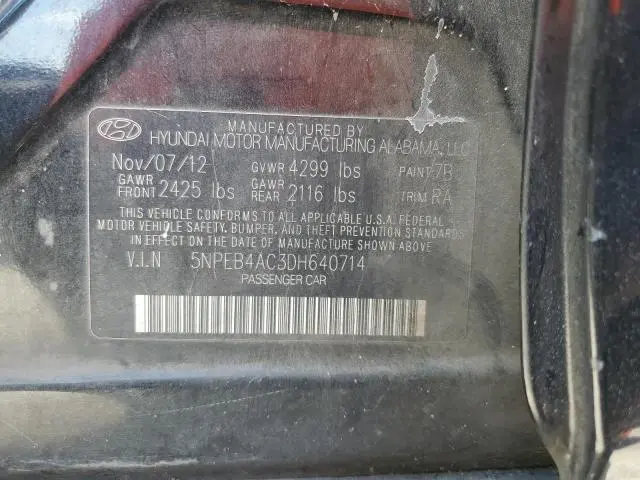 MANUFACTURED BY
HYUNDAI MOTOR MANUFACTURING ALABAMA, LLC
Nov/07/12 GVWR 4299 lbs PAINT 7B
GAWR FRONT 2425 lbs GAWR REAR 2116 lbs TRIM RA
THIS VEHICLE CONFORMS TO ALL APPLICABLE U.S.A. FEDERAL
MOTOR VEHICLE SAFETY, BUMPER, AND THEFT PREVENTION STANDARDS
IN EFFECT ON THE DATE OF MANUFACTURE SHOWN ABOVE
V.I.N 5NPEB4AC3DH640714
PASSENGER CAR